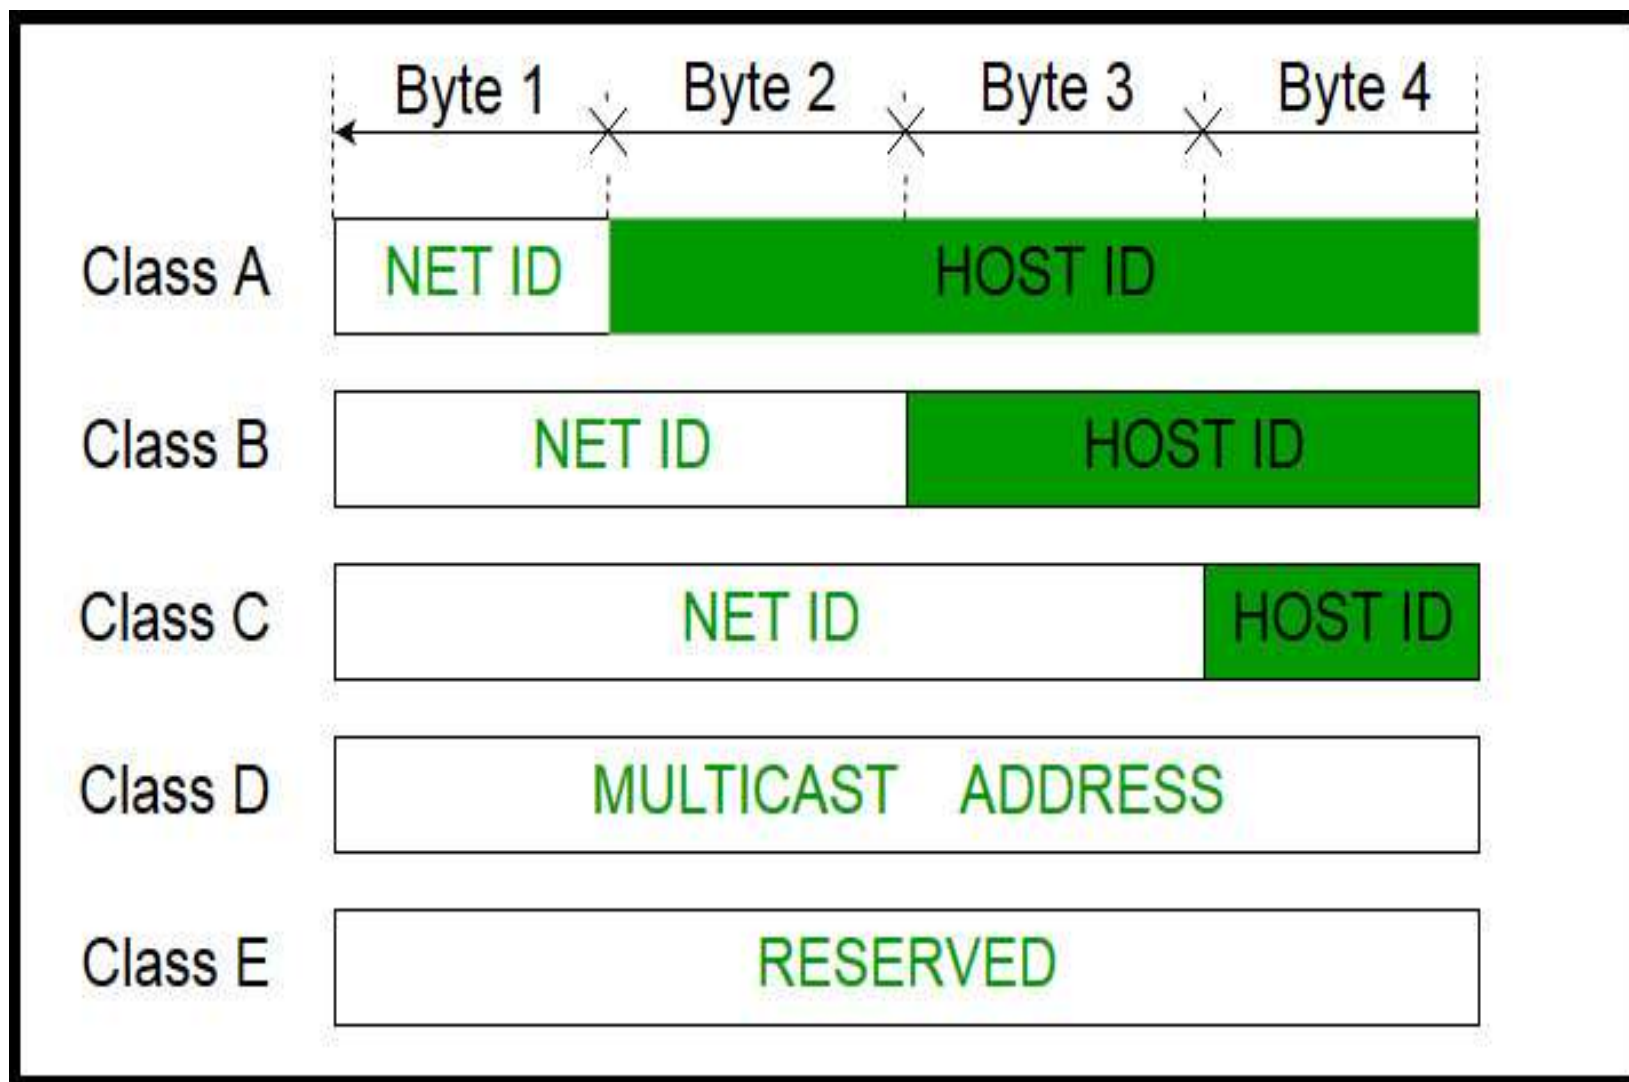 Byte 1 Byte 2 Byte 3 Byte 4
Class A NET ID HOST ID
Class B NET ID HOST ID
Class C NET ID HOST ID
Class D MULTICAST ADDRESS
Class E RESERVED